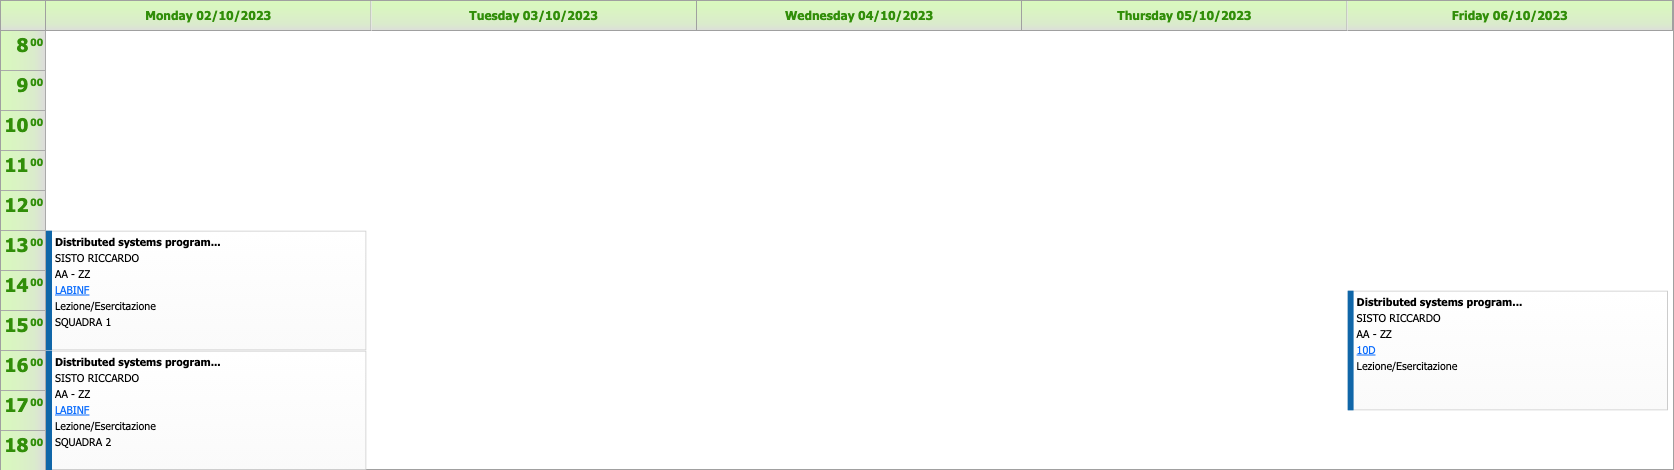 Monday 02/10/2023 Tuesday 03/10/2023 Wednesday 04/10/2023 Thursday 05/10/2023 Friday 06/10/2023
8 00
9 00
10 00
11 00
12 00
13 00
14 00
15 00
16 00
17 00
18 00
Distributed systems program...
SISTO RICCARDO
AA - ZZ
LABINF
Lezione/Esercitazione
SQUADRA 1
Distributed systems program...
SISTO RICCARDO
AA - ZZ
LABINF
Lezione/Esercitazione
SQUADRA 2
Distributed systems program...
SISTO RICCARDO
AA - ZZ
10D
Lezione/Esercitazione